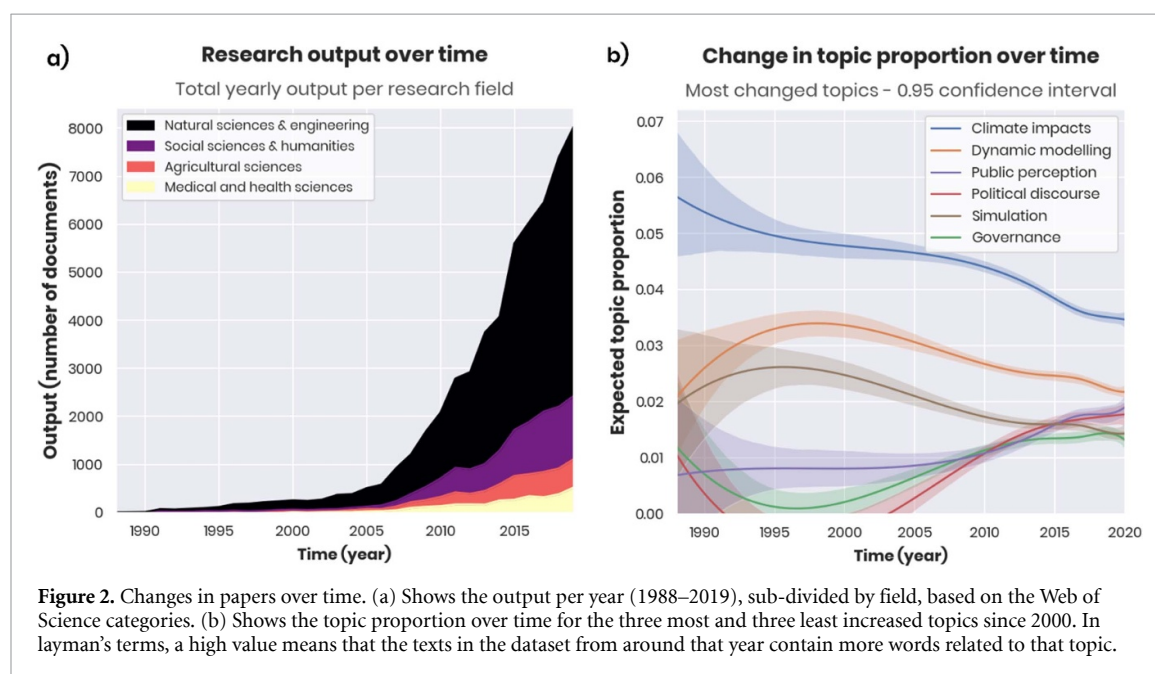 a)
Research output over time
Total yearly output per research field
Natural sciences & engineering
Social sciences & humanities
Agricultural sciences
Medical and health sciences
Output (number of documents)
8000
7000
6000
5000
4000
3000
2000
1000
0
1990
1995
2000
2005
2010
2015
Time (year)
b)
Change in topic proportion over time
Most changed topics - 0.95 confidence interval
Climate impacts
Dynamic modelling
Public perception
Political discourse
Simulation
Governance
Expected topic proportion
0.07
0.06
0.05
0.04
0.03
0.02
0.01
0.00
1990
1995
2000
2005
2010
2015
2020
Time (year)
Figure 2. Changes in papers over time. (a) Shows the output per year (1988–2019), sub-divided by field, based on the Web of
Science categories. (b) Shows the topic proportion over time for the three most and three least increased topics since 2000. In
layman’s terms, a high value means that the texts in the dataset from around that year contain more words related to that topic.